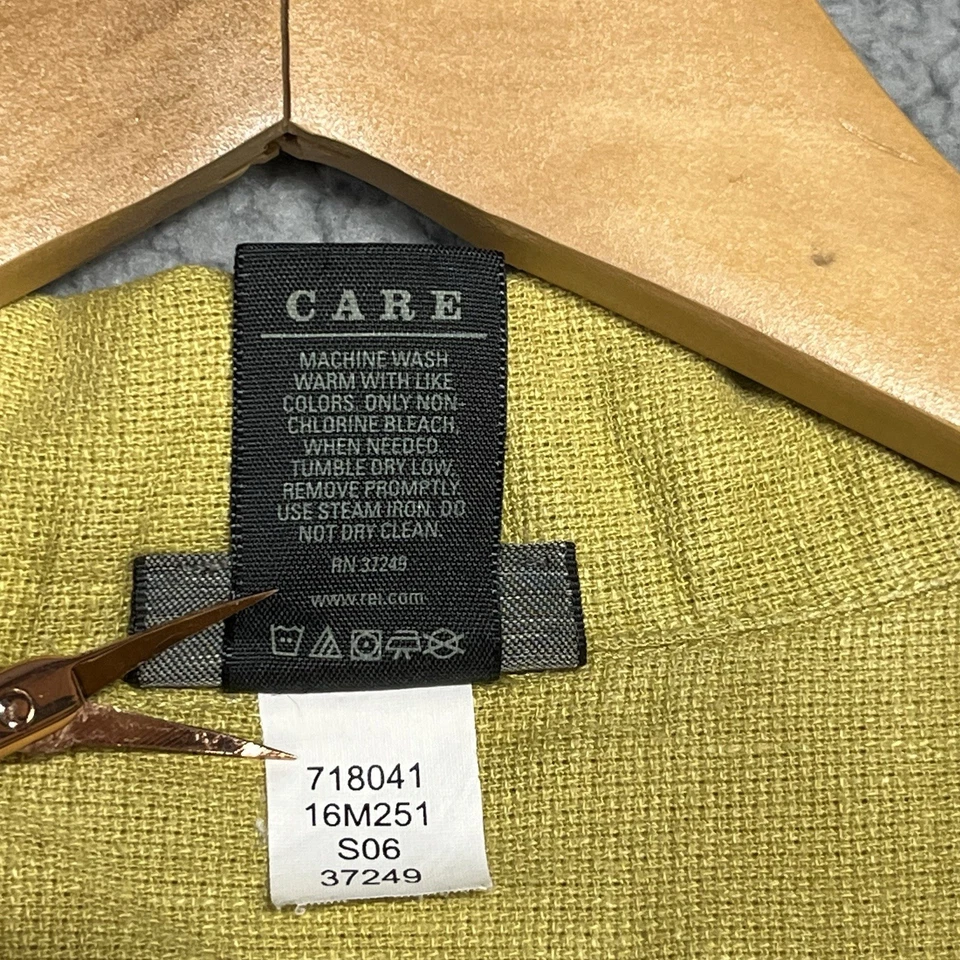 CARE
MACHINE WASH
WARM WITH LIKE
COLORS. ONLY NON-
CHLORINE BLEACH,
WHEN NEEDED.
TUMBLE DRY LOW,
REMOVE PROMPTLY.
USE STEAM IRON. DO
NOT DRY CLEAN.
RN 37249
www.rei.com
718041
16M251
S06
37249